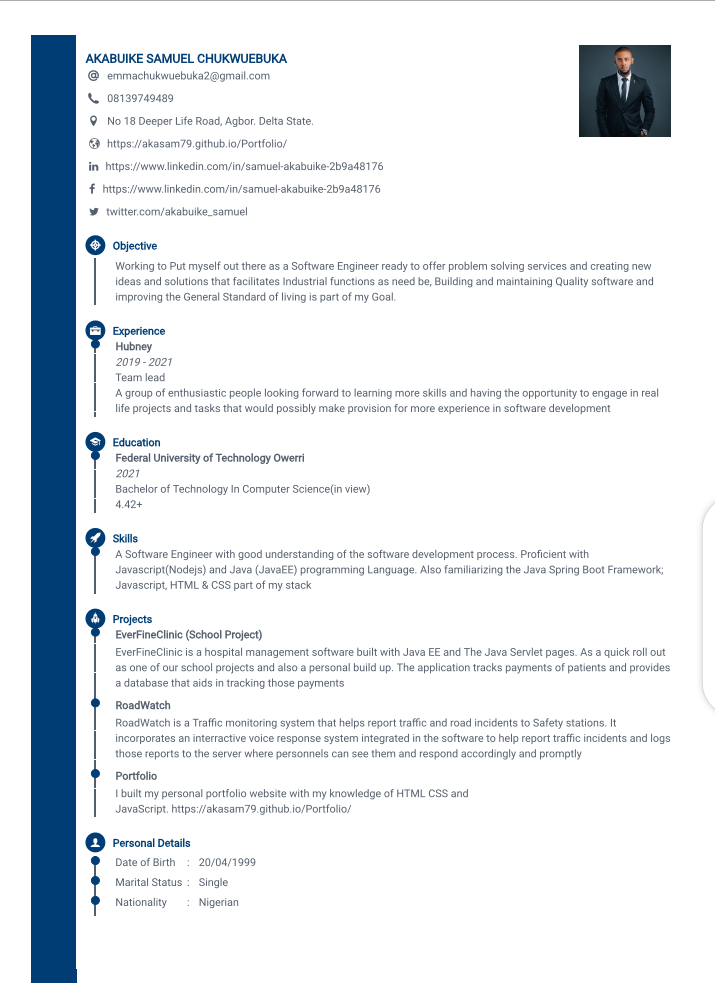 AKABUIKE SAMUEL CHUKWUEBUKA
emmachukwuebuka2@gmail.com
08139749489
No 18 Deeper Life Road, Agbor. Delta State.
https://akasam79.github.io/Portfolio/
https://www.linkedin.com/in/samuel-akabuike-2b9a48176
https://www.linkedin.com/in/samuel-akabuike-2b9a48176
twitter.com/akabuike_samuel
Objective
Working to Put myself out there as a Software Engineer ready to offer problem solving services and creating new
ideas and solutions that facilitates Industrial functions as need be, Building and maintaining Quality software and
improving the General Standard of living is part of my Goal.
Experience
Hubney
2019 - 2021
Team lead
A group of enthusiastic people looking forward to learning more skills and having the opportunity to engage in real
life projects and tasks that would possibly make provision for more experience in software development
Education
Federal University of Technology Owerri
2021
Bachelor of Technology In Computer Science(in view)
4.42+
Skills
A Software Engineer with good understanding of the software development process. Proficient with
Javascript(Nodejs) and Java (JavaEE) programming Language. Also familiarizing the Java Spring Boot Framework;
Javascript, HTML & CSS part of my stack
Projects
EverFineClinic (School Project)
EverFineClinic is a hospital management software built with Java EE and The Java Servlet pages. As a quick roll out
as one of our school projects and also a personal build up. The application tracks payments of patients and provides
a database that aids in tracking those payments
RoadWatch
RoadWatch is a Traffic monitoring system that helps report traffic and road incidents to Safety stations. It
incorporates an interractive voice response system integrated in the software to help report traffic incidents and logs
those reports to the server where personnels can see them and respond accordingly and promptly
Portfolio
I built my personal portfolio website with my knowledge of HTML CSS and
JavaScript. https://akasam79.github.io/Portfolio/
Personal Details
Date of Birth : 20/04/1999
Marital Status : Single
Nationality : Nigerian